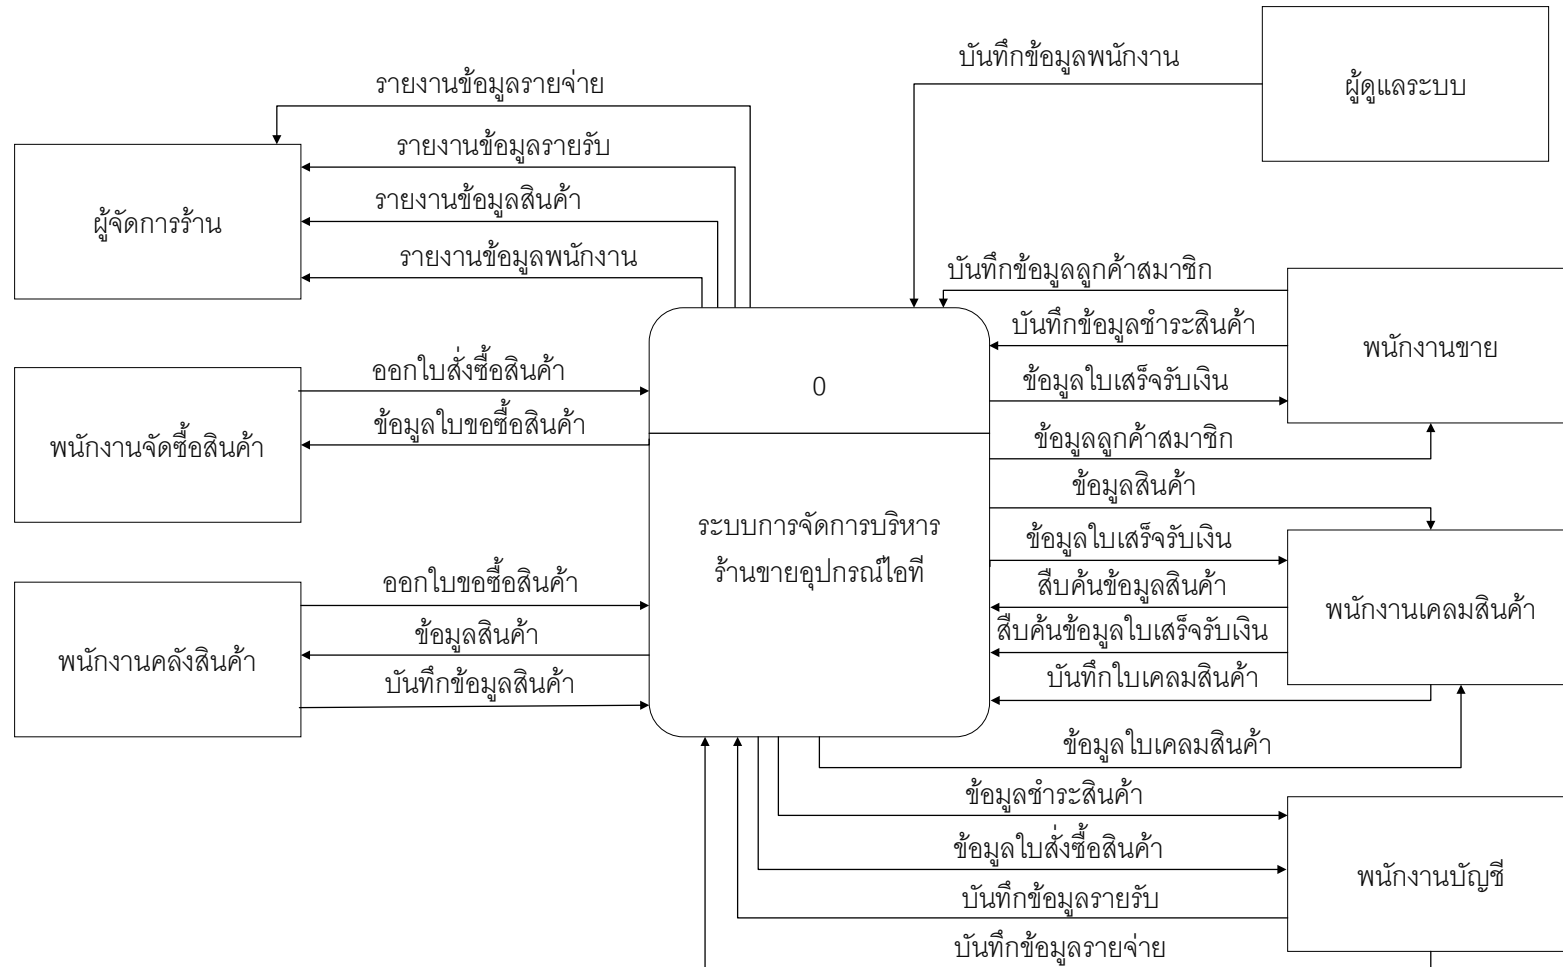 บันทึกข้อมูลพนักงาน
ผู้ดูแลระบบ
รายงานข้อมูลรายจ่าย
รายงานข้อมูลรายรับ
รายงานข้อมูลสินค้า
ผู้จัดการร้าน
รายงานข้อมูลพนักงาน
บันทึกข้อมูลลูกค้าสมาชิก
บันทึกข้อมูลชำระสินค้า
พนักงานขาย
ออกใบสั่งซื้อสินค้า
0
ข้อมูลใบเสร็จรับเงิน
ข้อมูลใบขอซื้อสินค้า
พนักงานจัดซื้อสินค้า
ข้อมูลลูกค้าสมาชิก
ข้อมูลสินค้า
ระบบการจัดการบริหาร
ร้านขายอุปกรณ์ไอที
ข้อมูลใบเสร็จรับเงิน
ออกใบขอซื้อสินค้า
สืบค้นข้อมูลสินค้า
พนักงานเคลมสินค้า
ข้อมูลสินค้า
สืบค้นข้อมูลใบเสร็จรับเงิน
พนักงานคลังสินค้า
บันทึกข้อมูลสินค้า
บันทึกใบเคลมสินค้า
ข้อมูลใบเคลมสินค้า
ข้อมูลชำระสินค้า
ข้อมูลใบสั่งซื้อสินค้า
พนักงานบัญชี
บันทึกข้อมูลรายรับ
บันทึกข้อมูลรายจ่าย